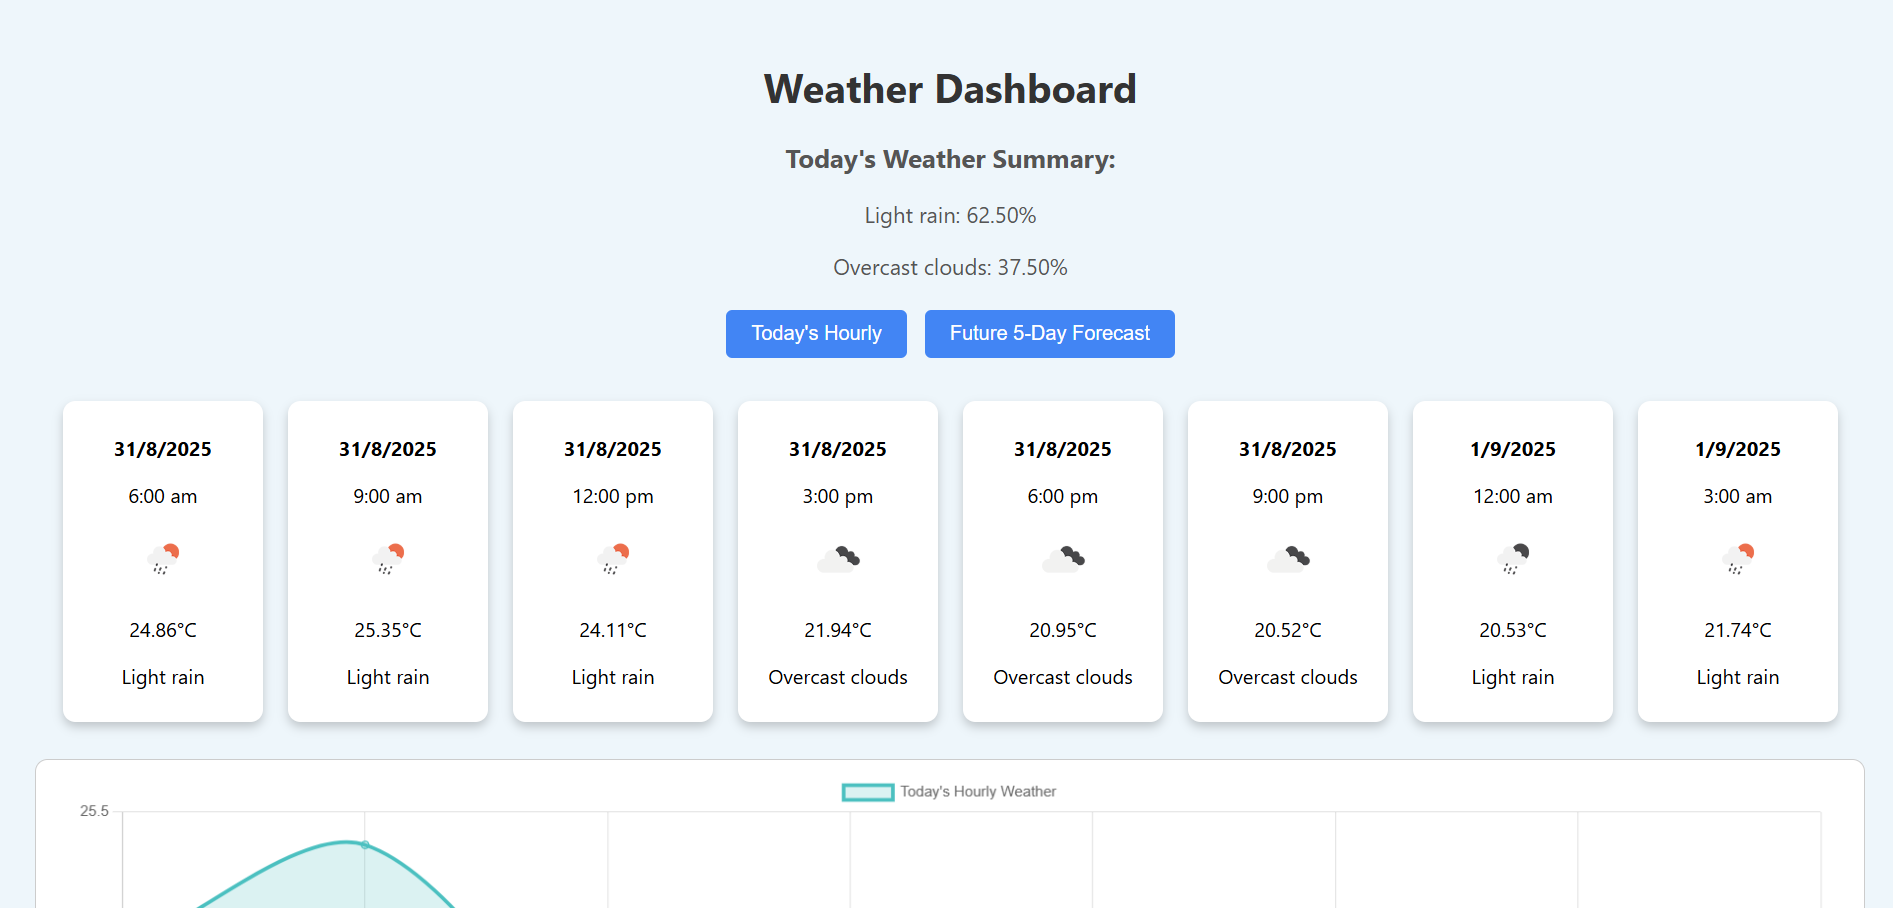 Weather Dashboard
Today's Weather Summary:
Light rain: 62.50%
Overcast clouds: 37.50%
Today's Hourly
Future 5-Day Forecast
31/8/2025
6:00 am
24.86°C
Light rain
31/8/2025
9:00 am
25.35°C
Light rain
31/8/2025
12:00 pm
24.11°C
Light rain
31/8/2025
3:00 pm
21.94°C
Overcast clouds
31/8/2025
6:00 pm
20.95°C
Overcast clouds
31/8/2025
9:00 pm
20.52°C
Overcast clouds
1/9/2025
12:00 am
20.53°C
Light rain
1/9/2025
3:00 am
21.74°C
Light rain
Today's Hourly Weather
25.5